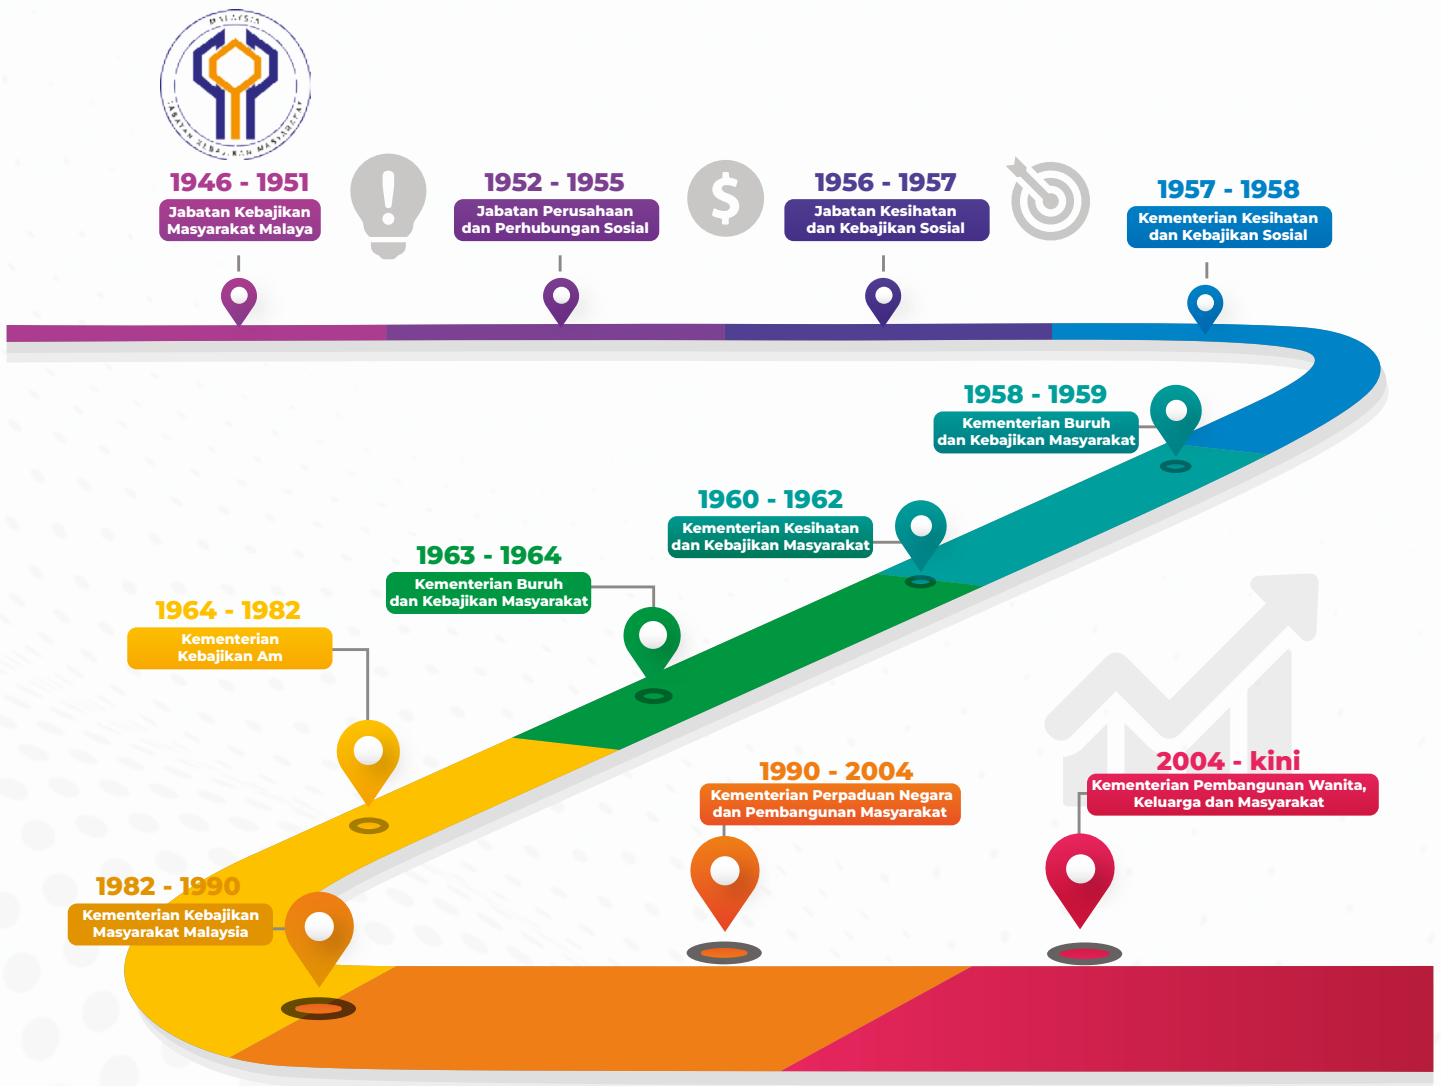 MALAYSIA
JABATAN KEBAJIKAN MASYARAKAT
1946 - 1951
Jabatan Kebajikan
Masyarakat Malaya
1952 - 1955
Jabatan Perusahaan
dan Perhubungan Sosial
1956 - 1957
Jabatan Kesihatan
dan Kebajikan Sosial
1957 - 1958
Kementerian Kesihatan
dan Kebajikan Sosial
1958 - 1959
Kementerian Buruh
dan Kebajikan Masyarakat
1960 - 1962
Kementerian Kesihatan
dan Kebajikan Masyarakat
1963 - 1964
Kementerian Buruh
dan Kebajikan Masyarakat
1964 - 1982
Kementerian
Kebajikan Am
1982 - 1990
Kementerian Kebajikan
Masyarakat Malaysia
1990 - 2004
Kementerian Perpaduan Negara
dan Pembangunan Masyarakat
2004 - kini
Kementerian Pembangunan Wanita,
Keluarga dan Masyarakat